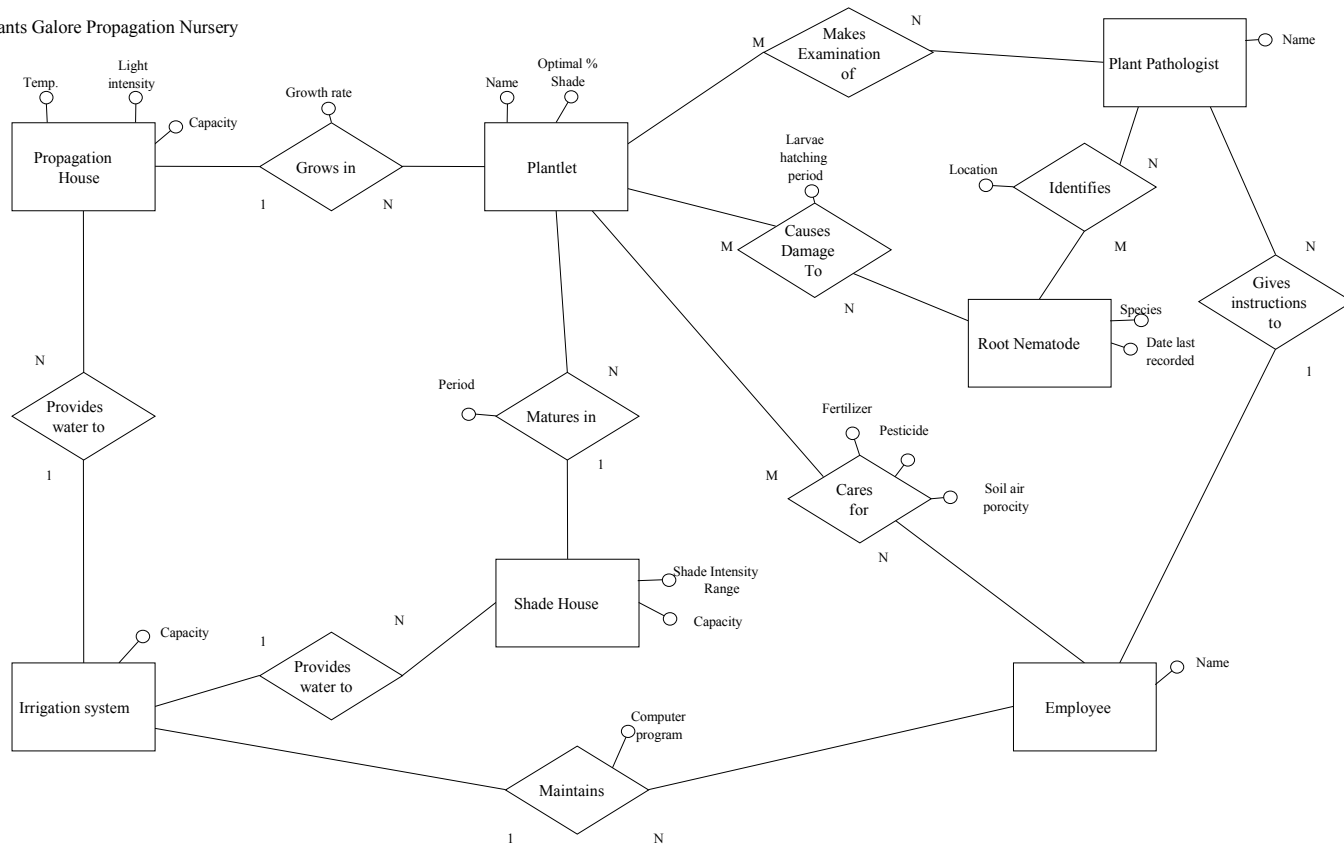 ants Galore Propagation Nursery
Temp.
Light
intensity
Capacity
Propagation
House
Growth rate
Grows in
1
N
Name
Optimal %
Shade
Plantlet
M
Makes
Examination
of
N
Plant Pathologist
Name
Larvae
hatching
period
Causes
Damage
To
M
N
Location
Identifies
N
M
Root Nematode
Species
Date last
recorded
N
Gives
instructions
to
1
N
Provides
water to
1
Period
Matures in
N
1
Fertilizer
Pesticide
Soil air
porocity
M
Cares
for
N
Shade House
Shade Intensity
Range
Capacity
Capacity
Irrigation system
1
Provides
water to
N
Computer
program
Maintains
1
N
Employee
Name